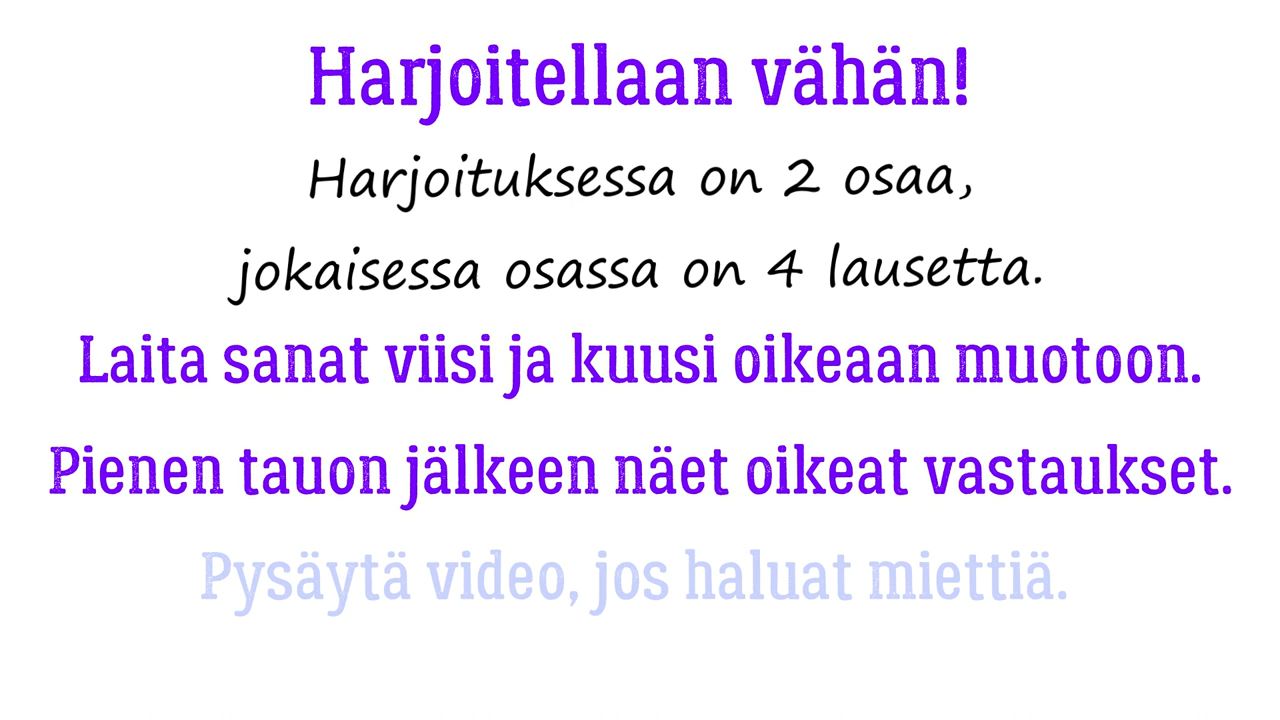 Harjoitellaan vähän!
Harjoituksessa on 2 osaa,
jokaisessa osassa on 4 lausetta.
Laita sanat viisi ja kuusi oikeaan muotoon.
Pienen tauon jälkeen näet oikeat vastaukset.
Pysäytä video, jos haluat miettiä.